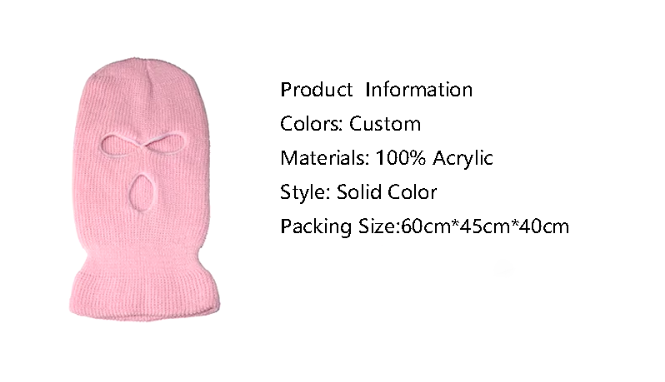 Product  Information
Colors: Custom
Materials: 100% Acrylic
Style: Solid Color
Packing Size:60cm*45cm*40cm